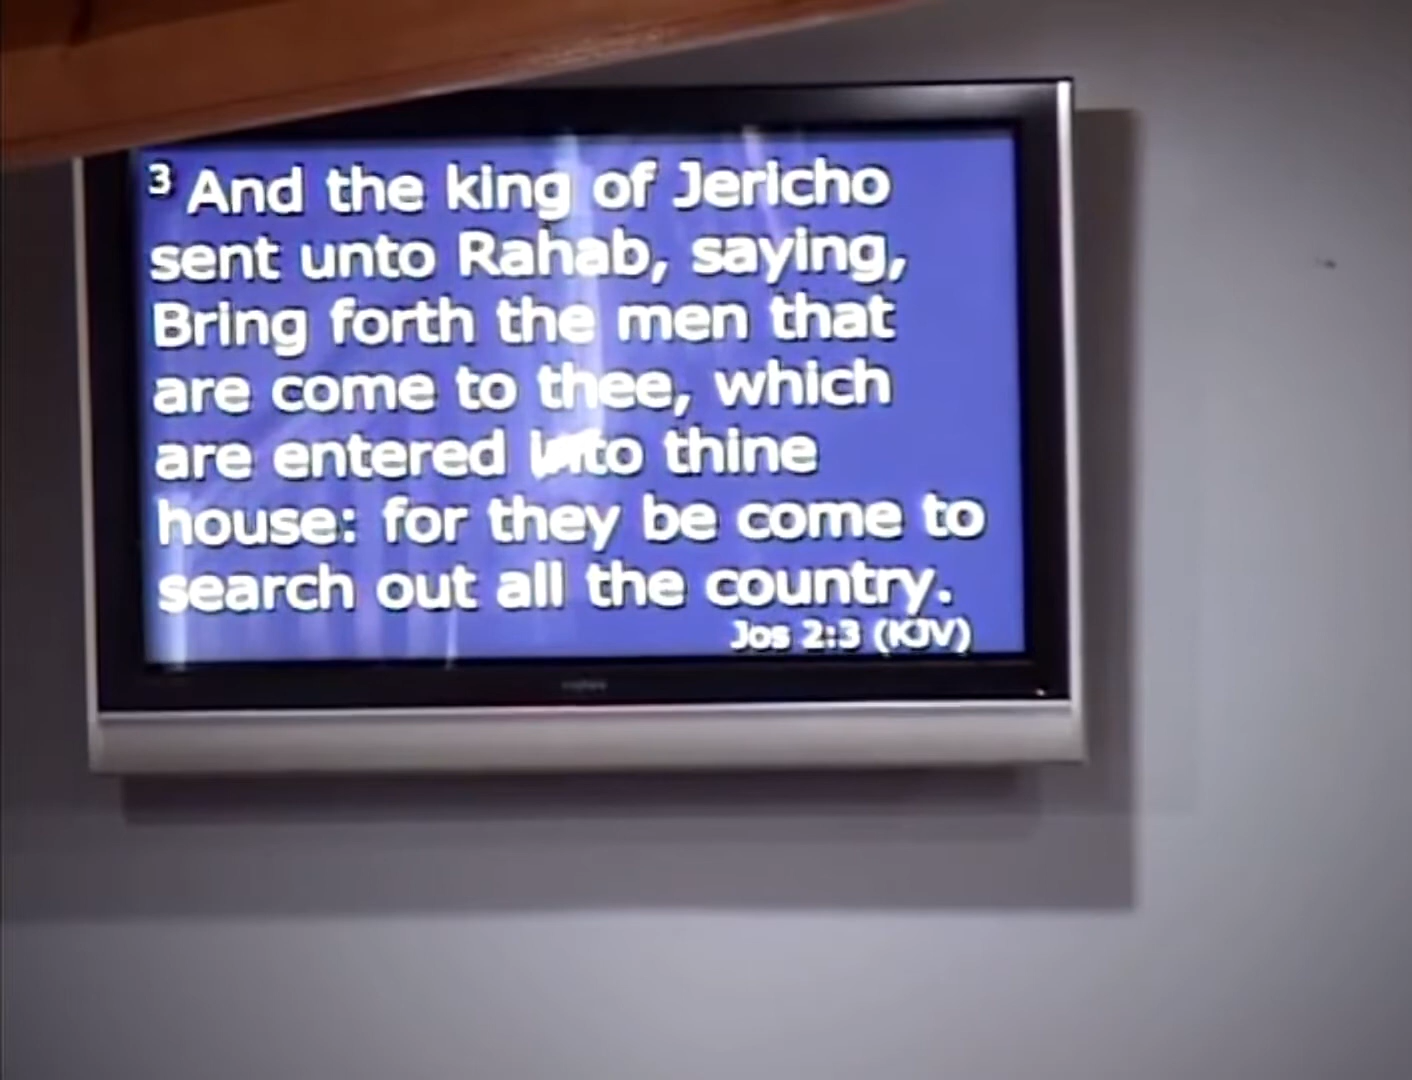 3 And the king of Jericho
sent unto Rahab, saying,
Bring forth the men that
are come to thee, which
are entered into thine
house: for they be come to
search out all the country.
Jos 2:3 (KJV)